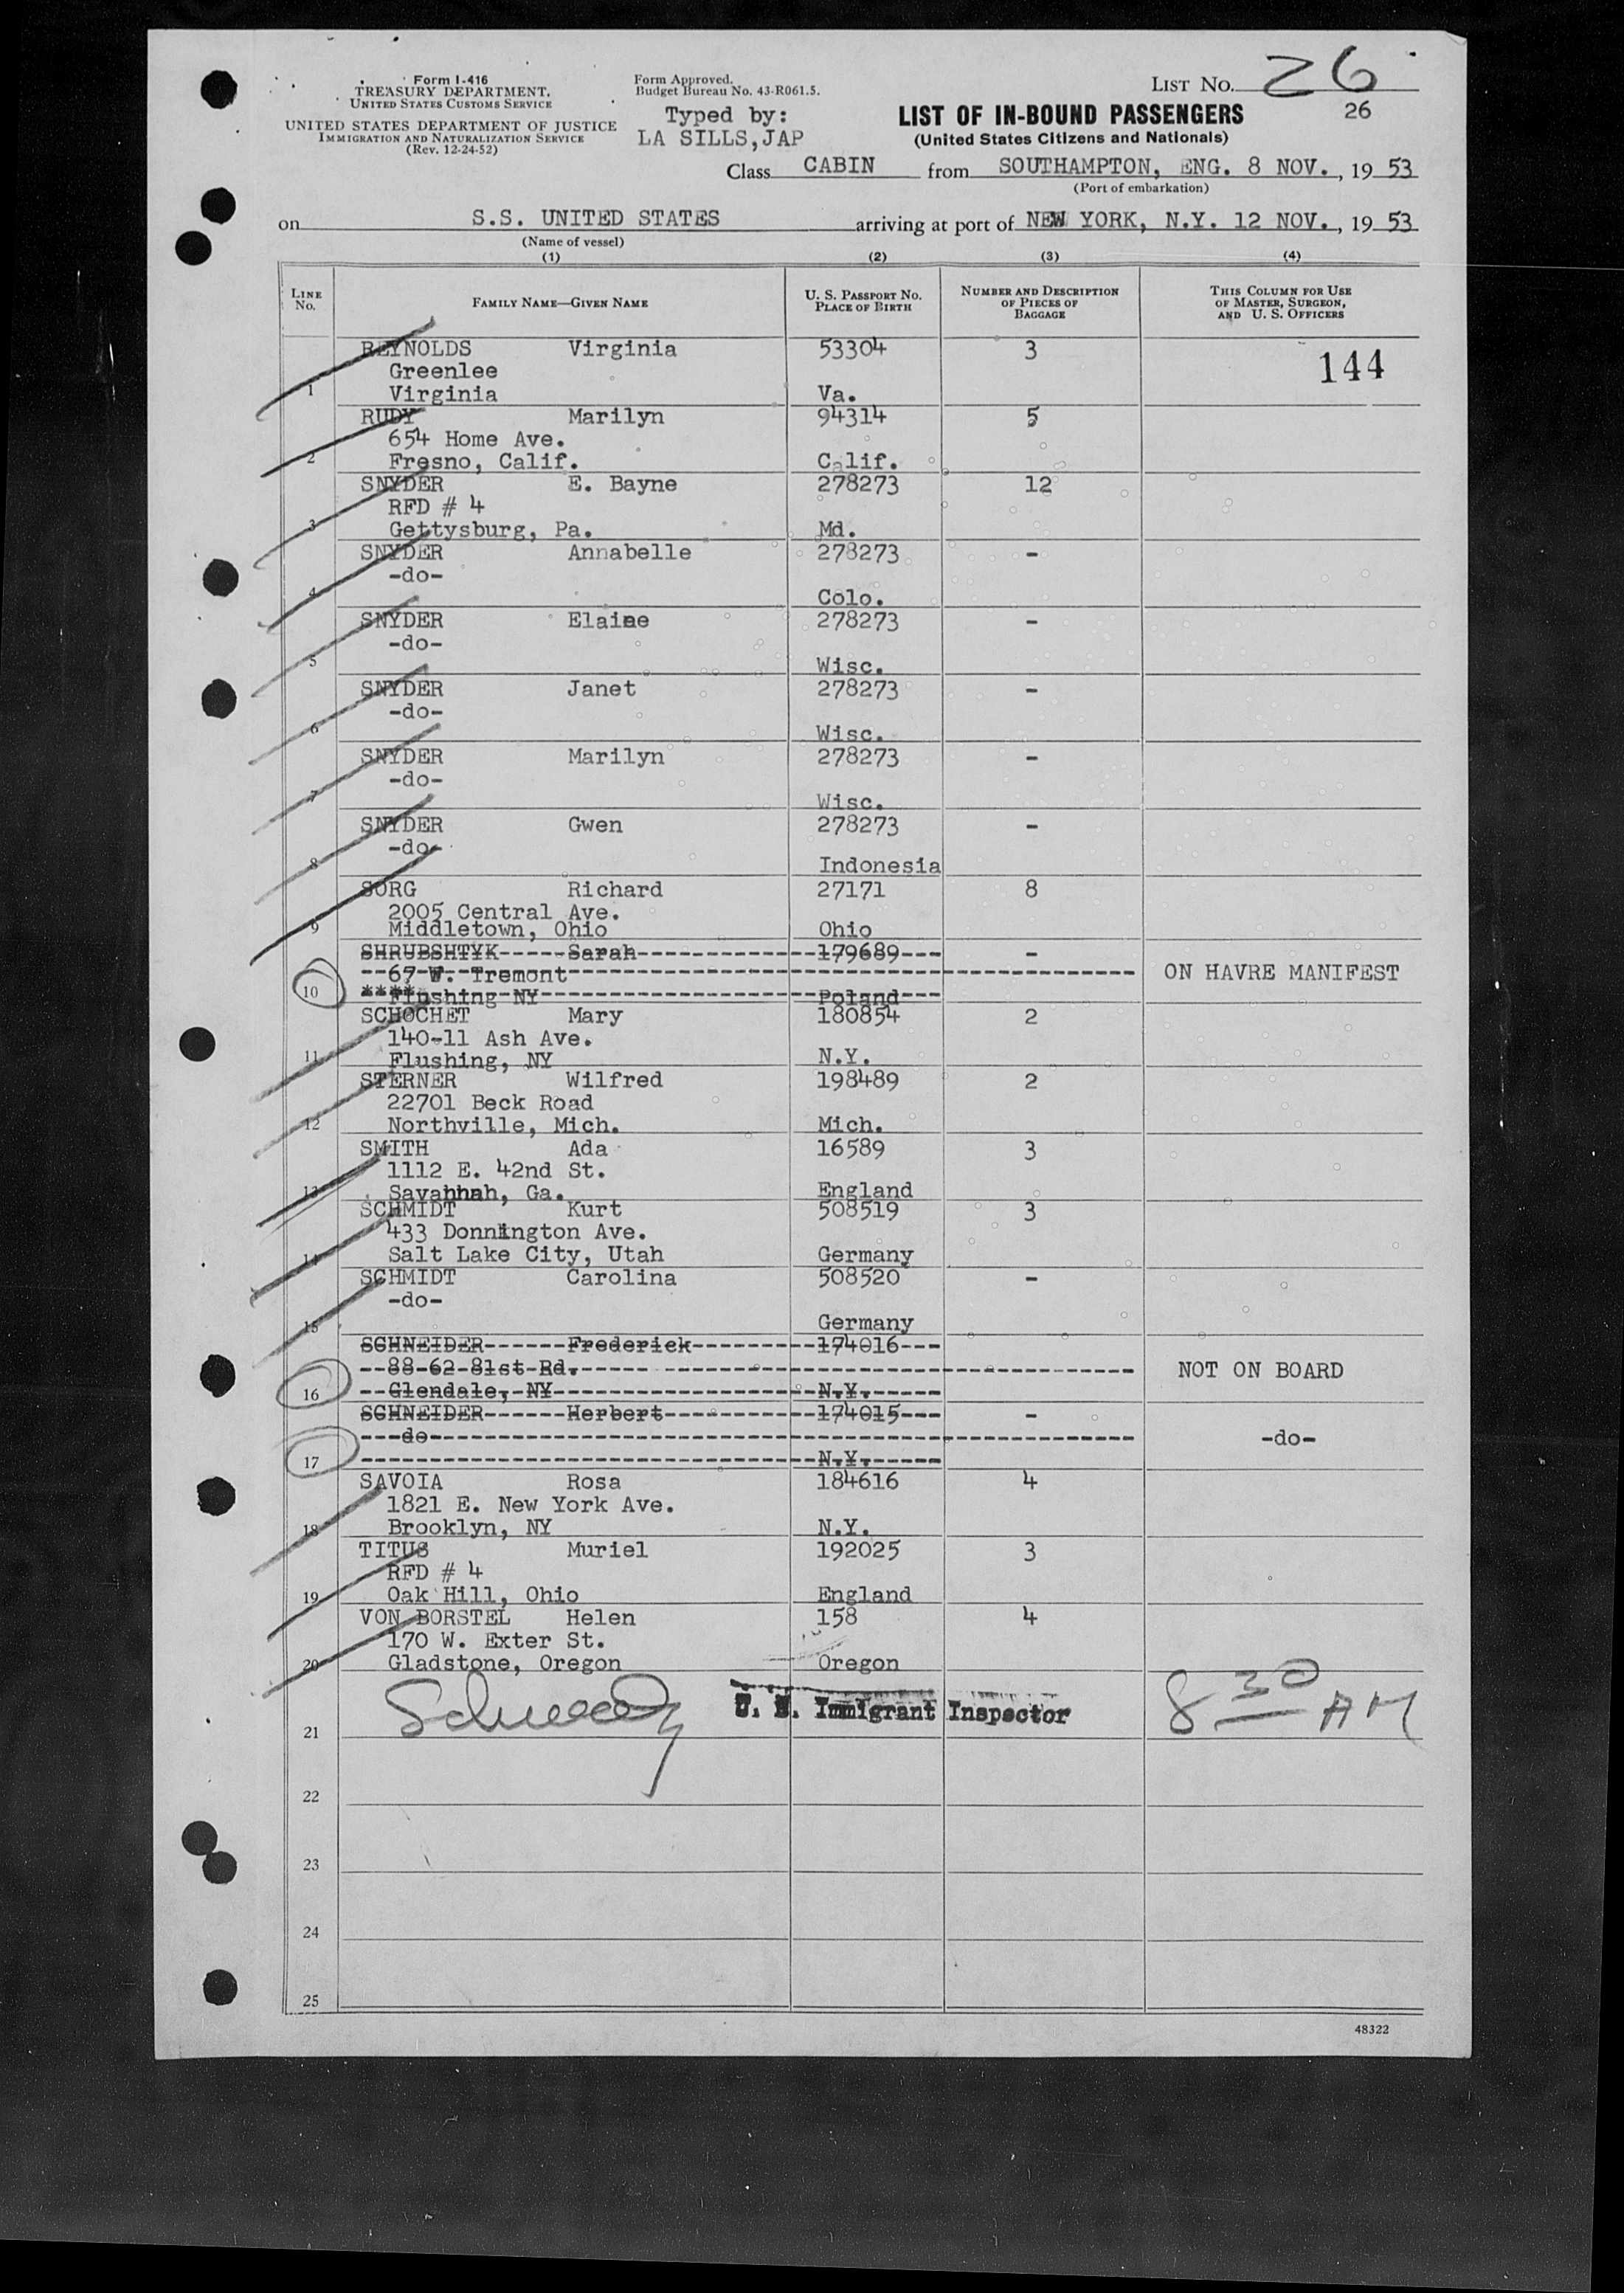 Form I-416
TREASURY DEPARTMENT.
UNITED STATES CUSTOMS SERVICE
UNITED STATES DEPARTMENT OF JUSTICE
IMMIGRATION AND NATURALIZATION SERVICE
(Rev. 12-24-52)
Form Approved.
Budget Bureau No. 43-R061.5.
Typed by:
LA SILLS,JAP
LIST No. 26
26
LIST OF IN-BOUND PASSENGERS
(United States Citizens and Nationals)
Class CABIN from SOUTHAMPTON, ENG. 8 NOV., 19 53
(Port of embarkation)
on S.S. UNITED STATES arriving at port of NEW YORK, N.Y. 12 NOV., 19 53
(Name of vessel)
(1) (2) (3) (4)
LINE No. FAMILY NAME—GIVEN NAME U. S. PASSPORT No. PLACE OF BIRTH NUMBER AND DESCRIPTION OF PIECES OF BAGGAGE THIS COLUMN FOR USE OF MASTER, SURGEON, AND U. S. OFFICERS
REYNOLDS Virginia 53304 3 144
Greenlee
1 Virginia Va.
RUDY Marilyn 94314 5
654 Home Ave.
2 Fresno, Calif. Calif.
SNYDER E. Bayne 278273 12
RFD # 4
3 Gettysburg, Pa. Md.
SNYDER Annabelle 278273 -
-do-
4 Colo.
SNYDER Elaine 278273 -
-do-
5 Wisc.
SNYDER Janet 278273 -
-do-
6 Wisc.
SNYDER Marilyn 278273 -
-do-
7 Wisc.
SNYDER Gwen 278273 -
-do-
8 Indonesia
SORG Richard 27171 8
2005 Central Ave.
9 Middletown, Ohio Ohio
SHRUBSHTYK Sarah 179689 -
67 W. Tremont ON HAVRE MANIFEST
10 **** Flushing NY Poland
SCHOCHET Mary 180854 2
140-11 Ash Ave.
11 Flushing, NY N.Y.
STERNER Wilfred 198489 2
22701 Beck Road
12 Northville, Mich. Mich.
SMITH Ada 16589 3
1112 E. 42nd St.
13 Savahnah, Ga. England
SCHMIDT Kurt 508519 3
433 Donnington Ave.
14 Salt Lake City, Utah Germany
SCHMIDT Carolina 508520 -
-do-
15 Germany
SCHNEIDER Frederick 174016
88-62 81st Rd. NOT ON BOARD
16 Glendale, NY N.Y.
SCHNEIDER Herbert 174015 -
do -do-
17 N.Y.
SAVOIA Rosa 184616 4
1821 E. New York Ave.
18 Brooklyn, NY N.Y.
TITUS Muriel 192025 3
RFD # 4
19 Oak Hill, Ohio England
VON BORSTEL Helen 158 4
170 W. Exter St.
20 Gladstone, Oregon Oregon
U. S. Immigrant Inspector 8 30 AM
21
22
23
24
25
48322